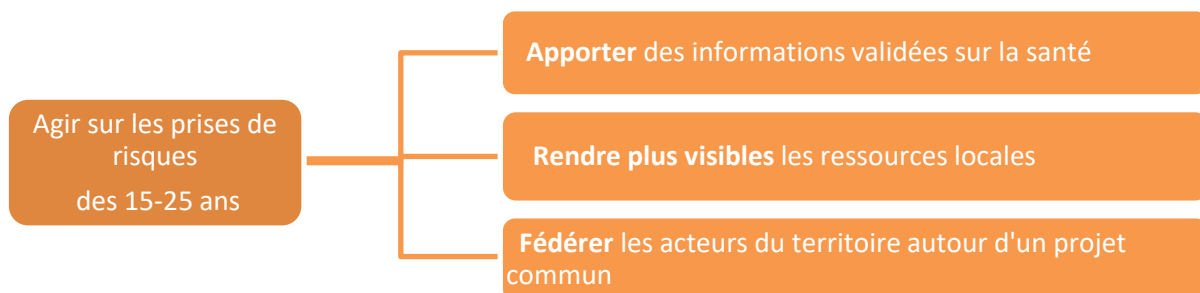 Agir sur les prises de
risques
des 15-25 ans
Apporter des informations validées sur la santé
Rendre plus visibles les ressources locales
Fédérer les acteurs du territoire autour d'un projet
commun